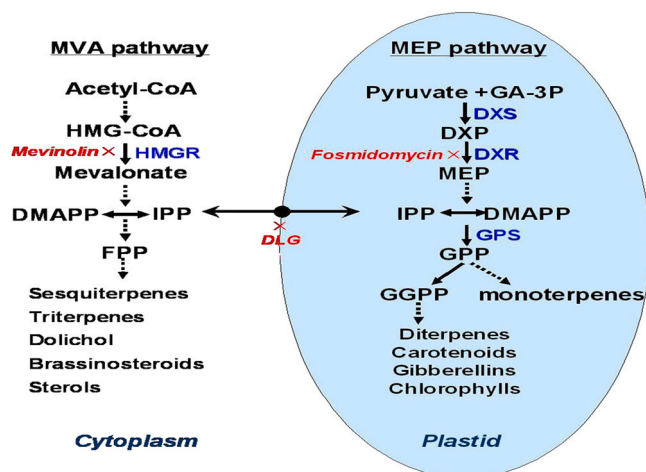 MVA pathway
Acetyl-CoA
HMG-CoA
Mevinolin × HMGR
Mevalonate
DMAPP IPP
FPP
Sesquiterpenes
Triterpenes
Dolichol
Brassinosteroids
Sterols
Cytoplasm
×
DLG
MEP pathway
Pyruvate +GA-3P
DXS
DXP
Fosmidomycin × DXR
MEP
IPP DMAPP
GPS
GPP
GGPP monoterpenes
Diterpenes
Carotenoids
Gibberellins
Chlorophylls
Plastid